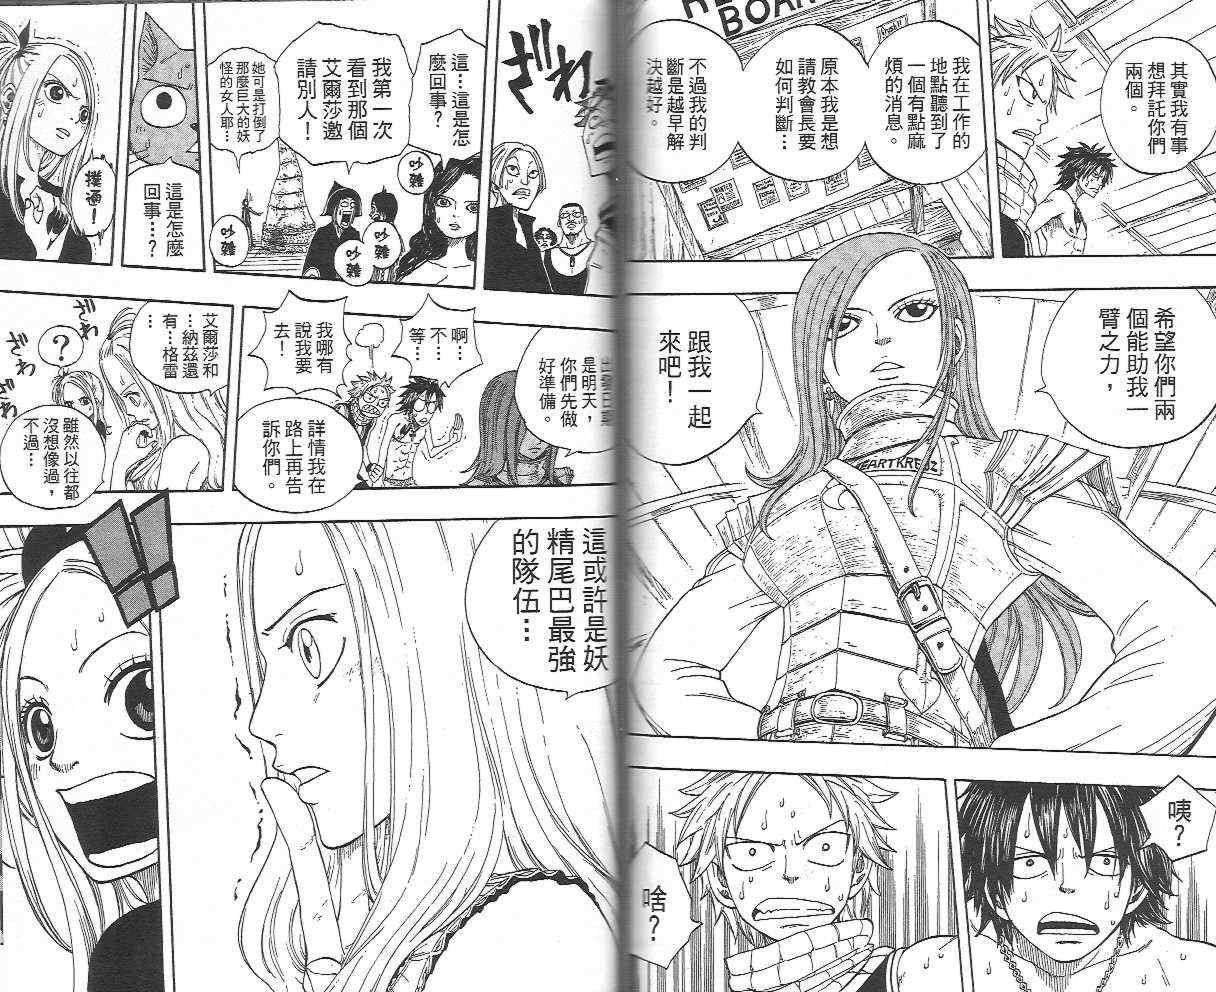 其實我有事
想拜託你們
兩個。
我在工作的
地點聽到了
一個有點麻
煩的消息。
原本我是想
請教會長要
如何判斷…
不過我的判
斷是越早解
決越好。
BOAR
希望你們兩
個能助我一
臂之力，
跟我一起
來吧！
HEARTKREUZ
咦？
啥？
ざわ
這…這是怎
麼回事？
吵雜
我第一次
看到那個
艾爾莎邀
請別人！
吵雜
吵雜
吵雜
她可是打倒了
那麼巨大的妖
怪的女人耶…
這是怎麼
回事…？
撲通！
是明天，
你們先做
好準備。
啊…
不…
等…
我哪有
說我要
去！
詳情我在
路上再告
訴你們。
艾爾莎和
…納茲還
有…格雷
…
ざわ
ざわ
？
雖然以往都
沒想像過，
不過…
這或許是妖
精尾巴最強
的隊伍…
!!